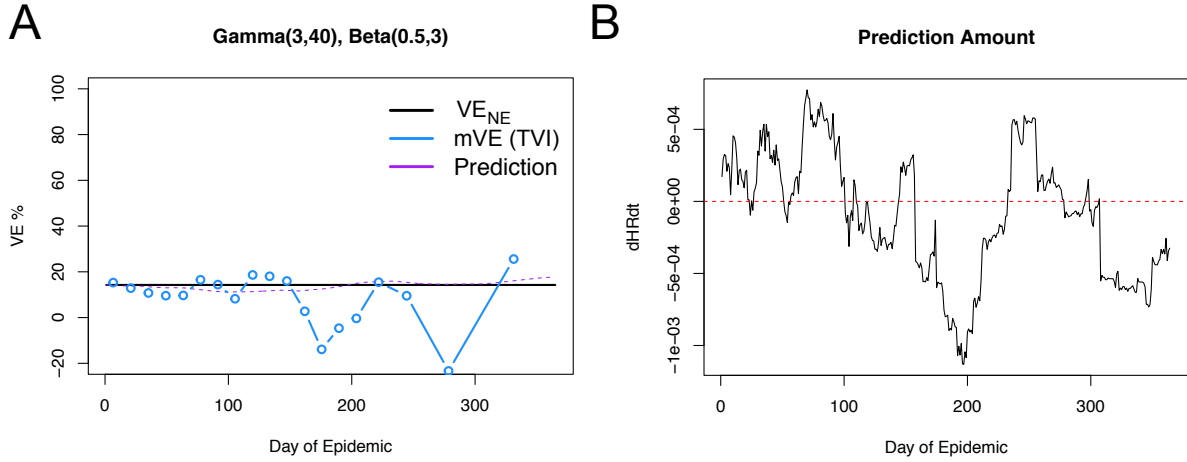 A
Gamma(3,40), Beta(0.5,3)
VE %
100
80
60
40
20
0
−20
VE_NE
mVE (TVI)
Prediction
0
100
200
300
Day of Epidemic
B
Prediction Amount
dHRdt
5e−04
0e+00
−5e−04
−1e−03
0
100
200
300
Day of Epidemic